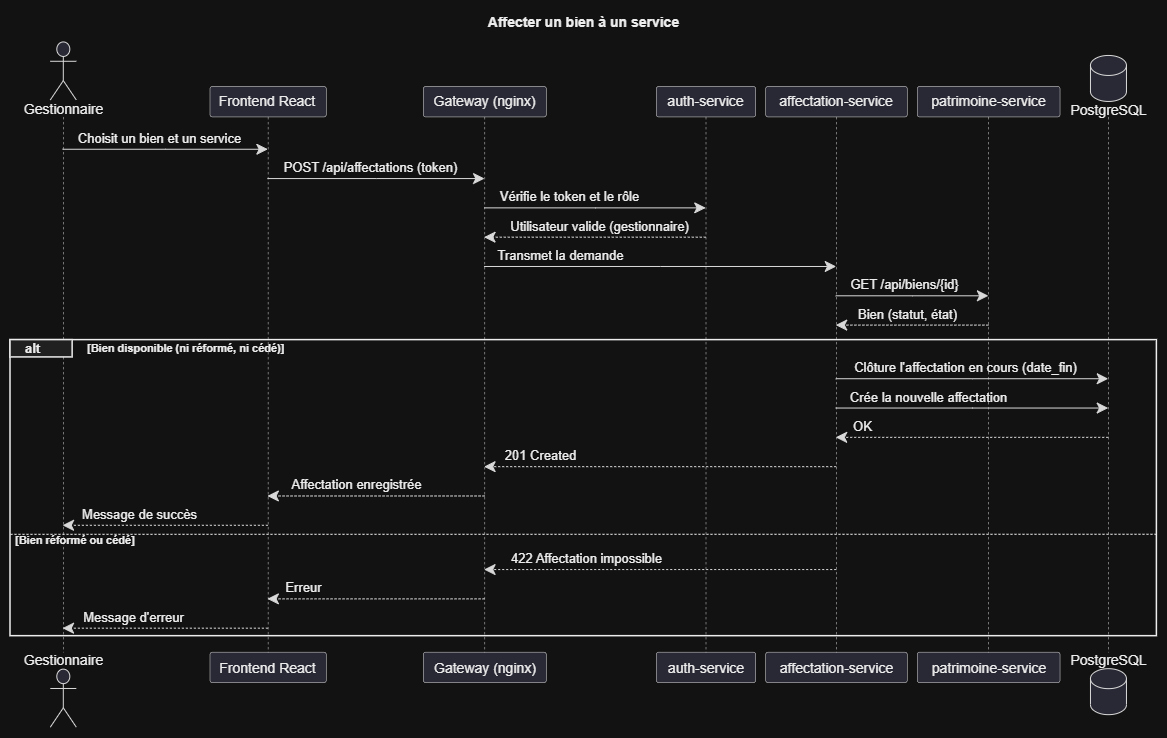 Affecter un bien à un service
Gestionnaire
Frontend React
Gateway (nginx)
auth-service
affectation-service
patrimoine-service
PostgreSQL
Choisit un bien et un service
POST /api/affectations (token)
Vérifie le token et le rôle
Utilisateur valide (gestionnaire)
Transmet la demande
GET /api/biens/{id}
Bien (statut, état)
alt
[Bien disponible (ni réformé, ni cédé)]
Clôture l'affectation en cours (date_fin)
Crée la nouvelle affectation
OK
201 Created
Affectation enregistrée
Message de succès
[Bien réformé ou cédé]
422 Affectation impossible
Erreur
Message d'erreur
Gestionnaire
Frontend React
Gateway (nginx)
auth-service
affectation-service
patrimoine-service
PostgreSQL